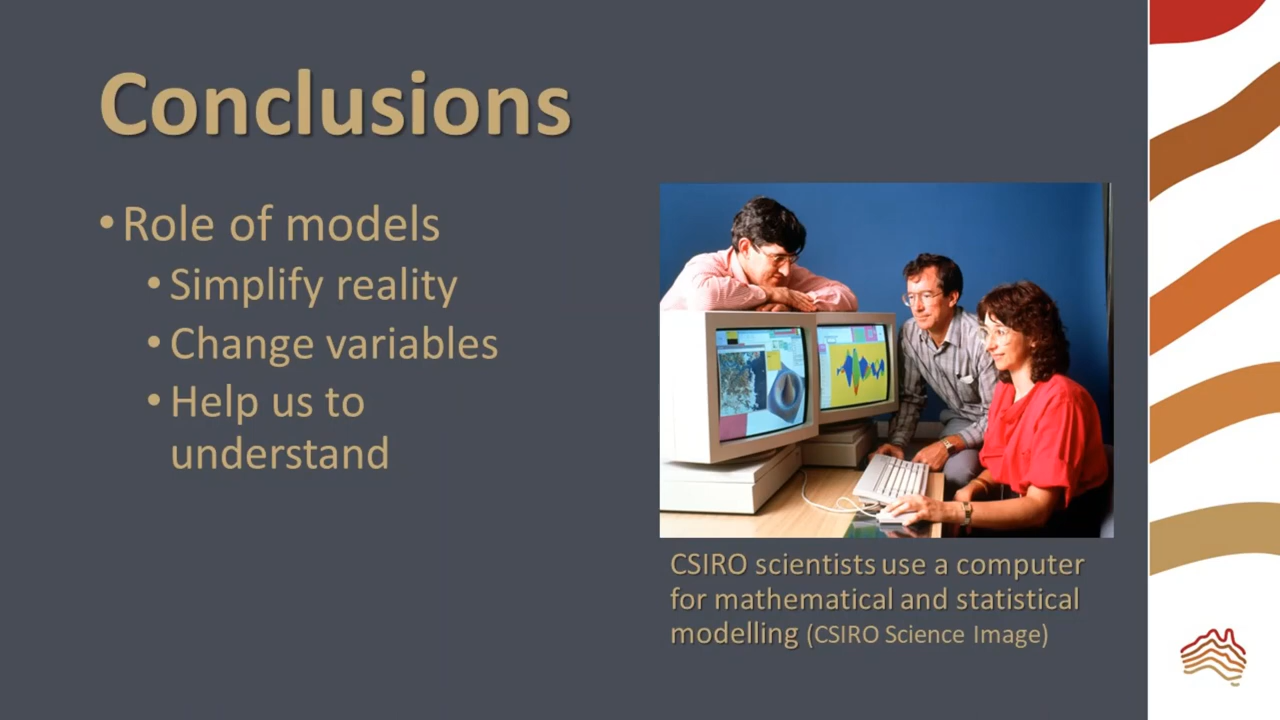 Conclusions
•Role of models
•Simplify reality
•Change variables
•Help us to
understand
CSIRO scientists use a computer
for mathematical and statistical
modelling (CSIRO Science Image)